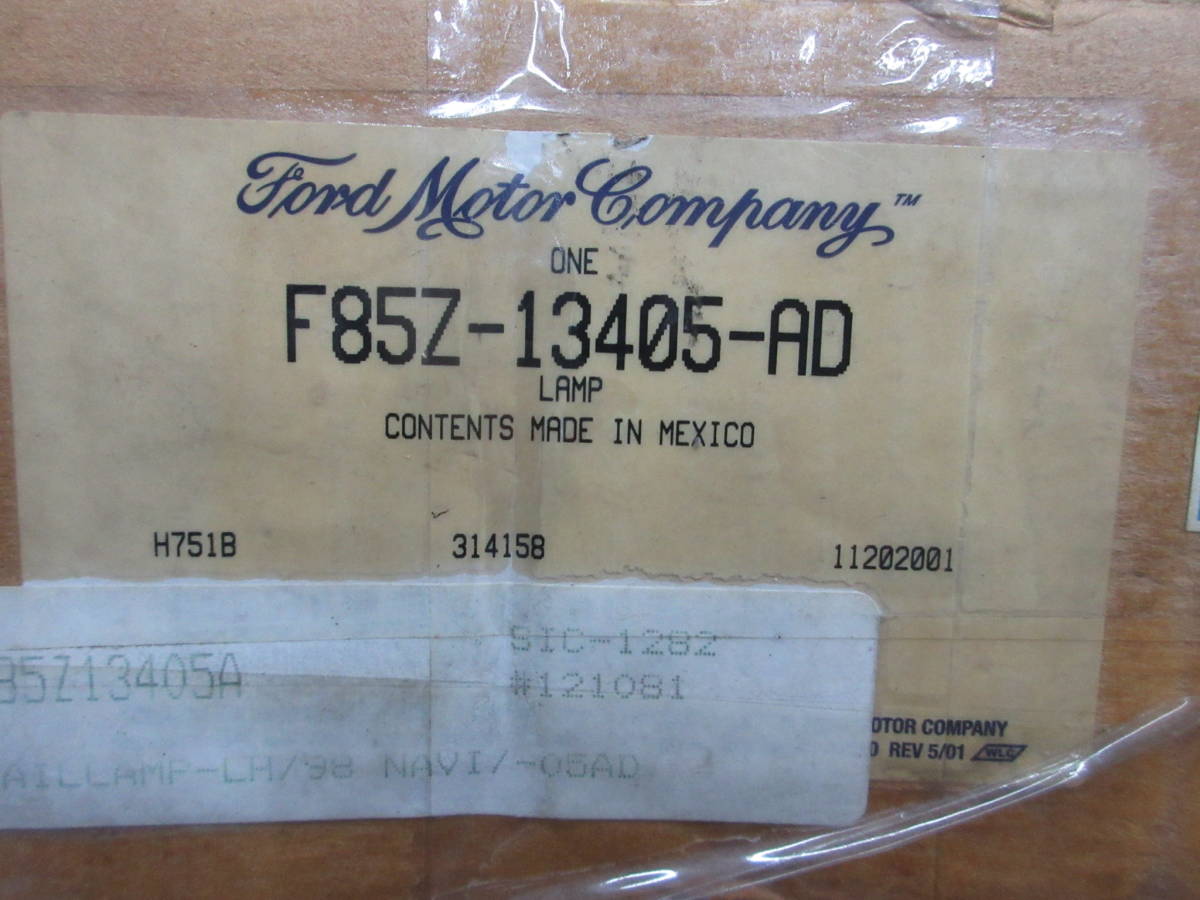 Ford Motor Company™
ONE
F85Z-13405-AD
LAMP
CONTENTS MADE IN MEXICO
H751B 314158 11202001
SIC-1282
85Z13405A
#121081
OTOR COMPANY
REV 5/01 WLC
AILLAMP-LH/98 NAVI/-05AD